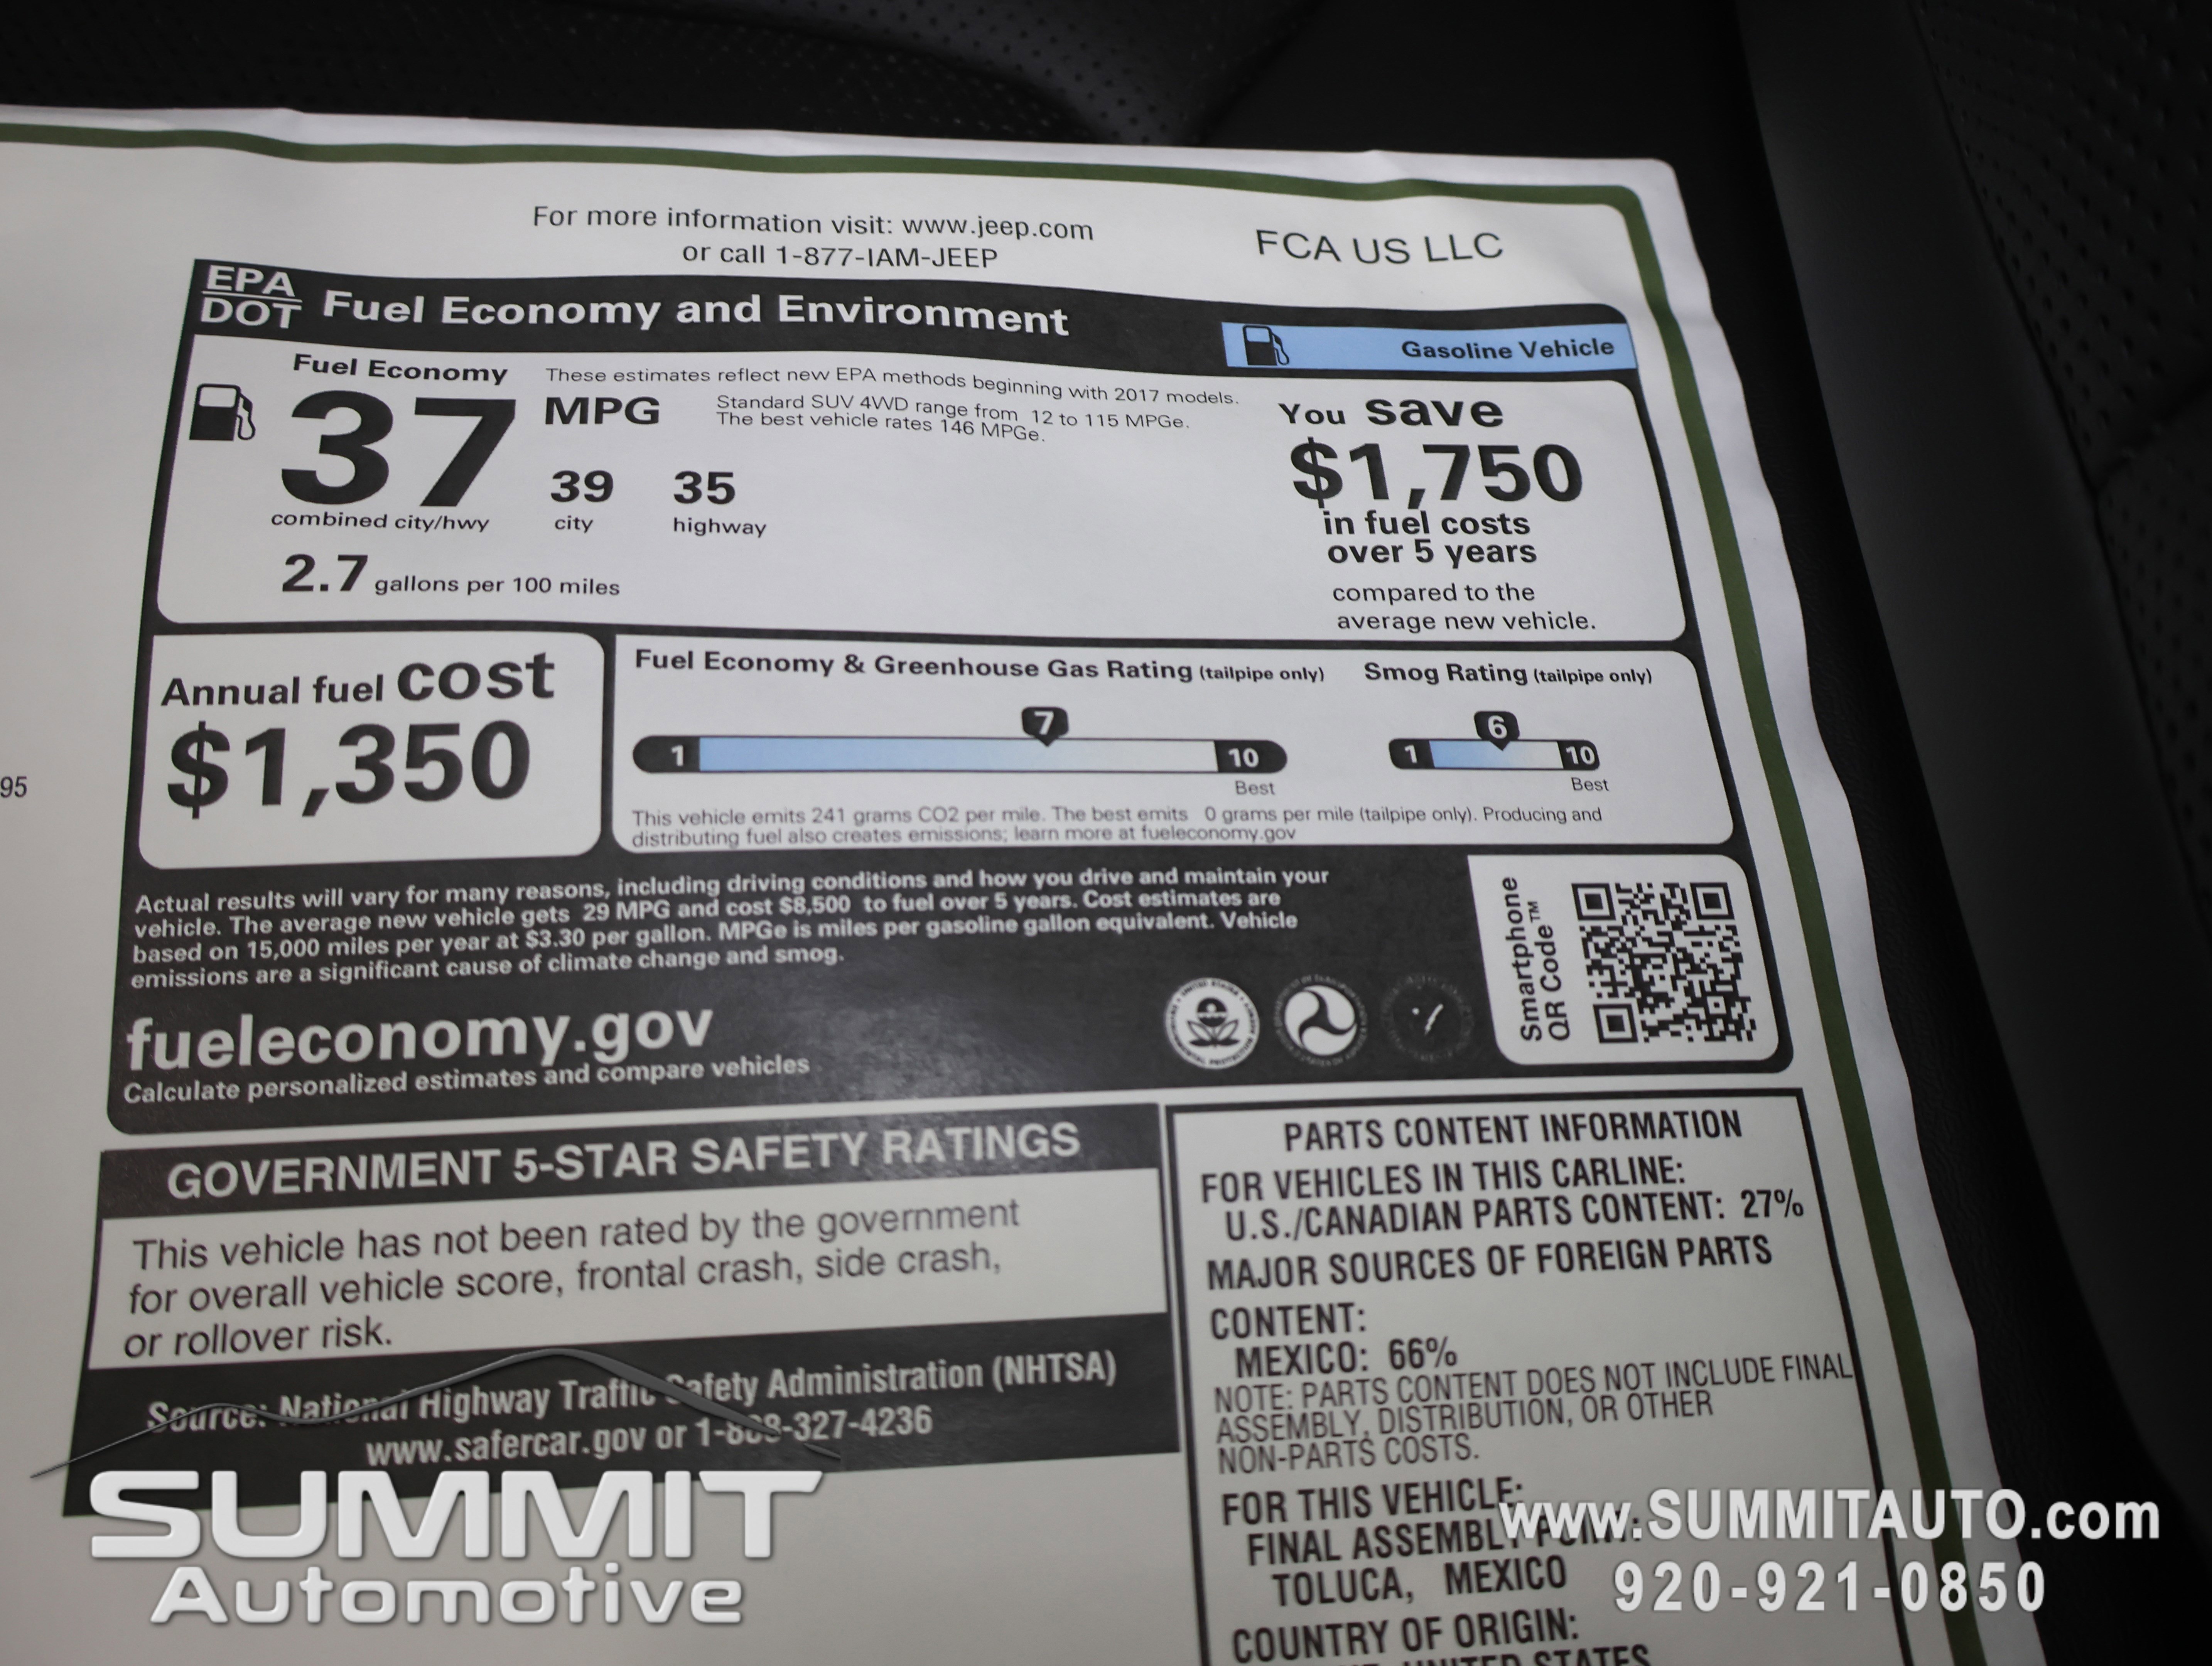 For more information visit: www.jeep.com
or call 1-877-IAM-JEEP
FCA US LLC
EPA
DOT
Fuel Economy and Environment
Gasoline Vehicle
Fuel Economy
These estimates reflect new EPA methods beginning with 2017 models.
37
MPG
Standard SUV 4WD range from 12 to 115 MPGe.
The best vehicle rates 146 MPGe.
39
35
combined city/hwy
city
highway
2.7 gallons per 100 miles
You save
$1,750
in fuel costs
over 5 years
compared to the
average new vehicle.
Annual fuel cost
$1,350
Fuel Economy & Greenhouse Gas Rating (tailpipe only)
7
1
10
Best
Smog Rating (tailpipe only)
6
1
10
Best
This vehicle emits 241 grams CO2 per mile. The best emits 0 grams per mile (tailpipe only). Producing and
distributing fuel also creates emissions; learn more at fueleconomy.gov
95
Actual results will vary for many reasons, including driving conditions and how you drive and maintain your
vehicle. The average new vehicle gets 29 MPG and cost $8,500 to fuel over 5 years. Cost estimates are
based on 15,000 miles per year at $3.30 per gallon. MPGe is miles per gasoline gallon equivalent. Vehicle
emissions are a significant cause of climate change and smog.
fueleconomy.gov
Calculate personalized estimates and compare vehicles
Smartphone
QR Code™
GOVERNMENT 5-STAR SAFETY RATINGS
This vehicle has not been rated by the government
for overall vehicle score, frontal crash, side crash,
or rollover risk.
Source: National Highway Traffic Safety Administration (NHTSA)
www.safercar.gov or 1-888-327-4236
PARTS CONTENT INFORMATION
FOR VEHICLES IN THIS CARLINE:
U.S./CANADIAN PARTS CONTENT: 27%
MAJOR SOURCES OF FOREIGN PARTS
CONTENT:
MEXICO: 66%
NOTE: PARTS CONTENT DOES NOT INCLUDE FINAL
ASSEMBLY, DISTRIBUTION, OR OTHER
NON-PARTS COSTS.
FOR THIS VEHICLE:
FINAL ASSEMBLY POINT:
TOLUCA, MEXICO
COUNTRY OF ORIGIN:
UNITED STATES
SUMMIT
Automotive
www.SUMMITAUTO.com
920-921-0850